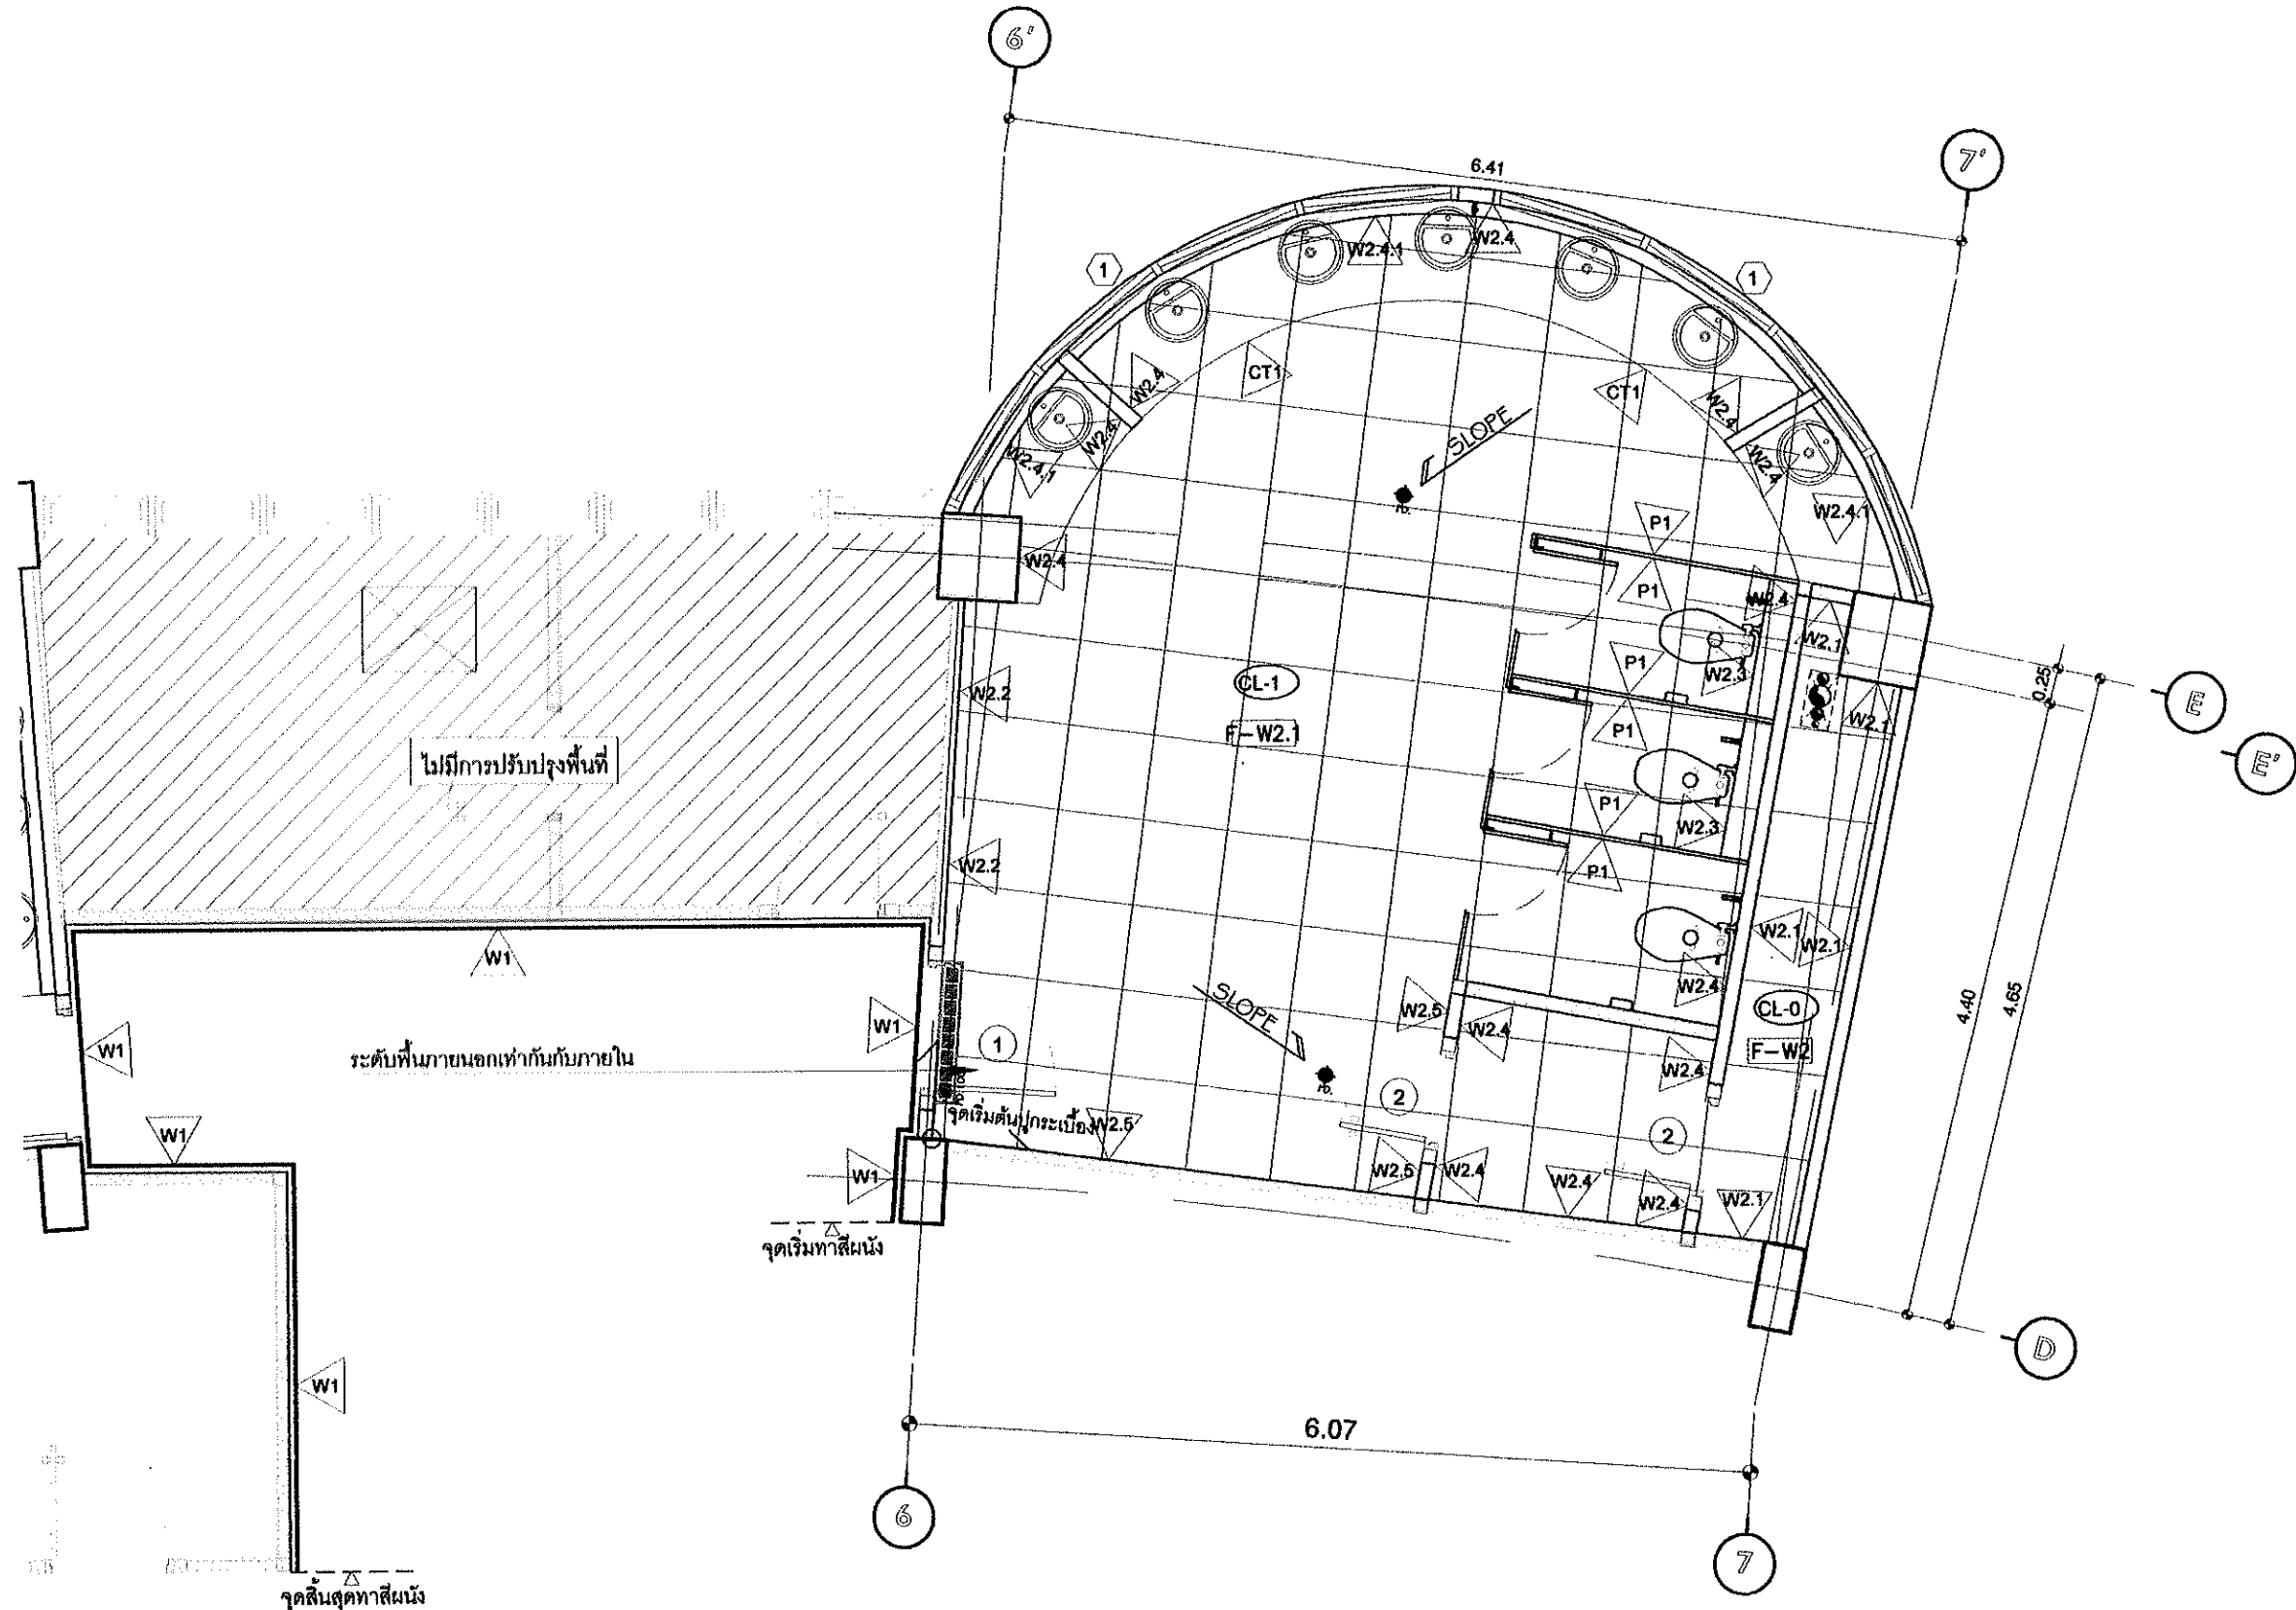 6'
7'
6.41
1
W2.4.1
W2.4
1
W2.4
CT1
CT1
W2.4
W2.4
W2.4.1
SLOPE
W2.4
W2.4.1
FD.
P1
W2.4
P1
W2.4
W2.1
P1
W2.3
CL-1
W2.2
F-W2.1
W2.1
P1
0.25
E
E'
ไม่มีการปรับปรุงพื้นที่
P1
W2.3
W2.2
P1
W1
W2.1
W2.1
W2.4
SLOPE
W2.5
W2.4
CL-0
F-W2
4.40
4.65
W1
W1
ระดับพื้นภายนอกเท่ากันกับภายใน
1
FD.
W2.4
2
2
W1
จุดเริ่มต้นปูกระเบื้อง
W2.5
W1
W2.5
W2.4
W2.4
W2.4
W2.1
จุดเริ่มทาสีผนัง
D
W1
6.07
6
7
จุดสิ้นสุดทาสีผนัง